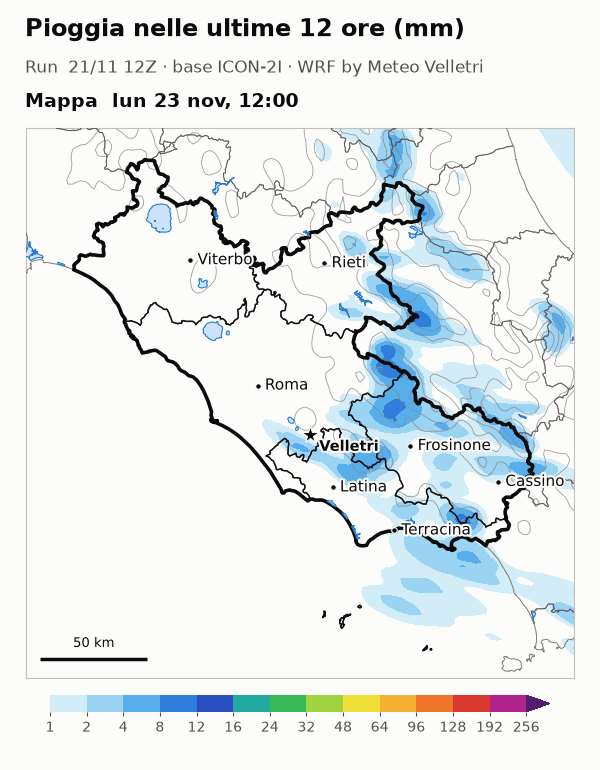 Pioggia nelle ultime 12 ore (mm)
Run  21/11 12Z · base ICON-2I · WRF by Meteo Velletri
Mappa  lun 23 nov, 12:00
Viterbo
Rieti
Roma
Velletri
Frosinone
Cassino
Latina
Terracina
50 km
1 2 4 8 12 16 24 32 48 64 96 128 192 256